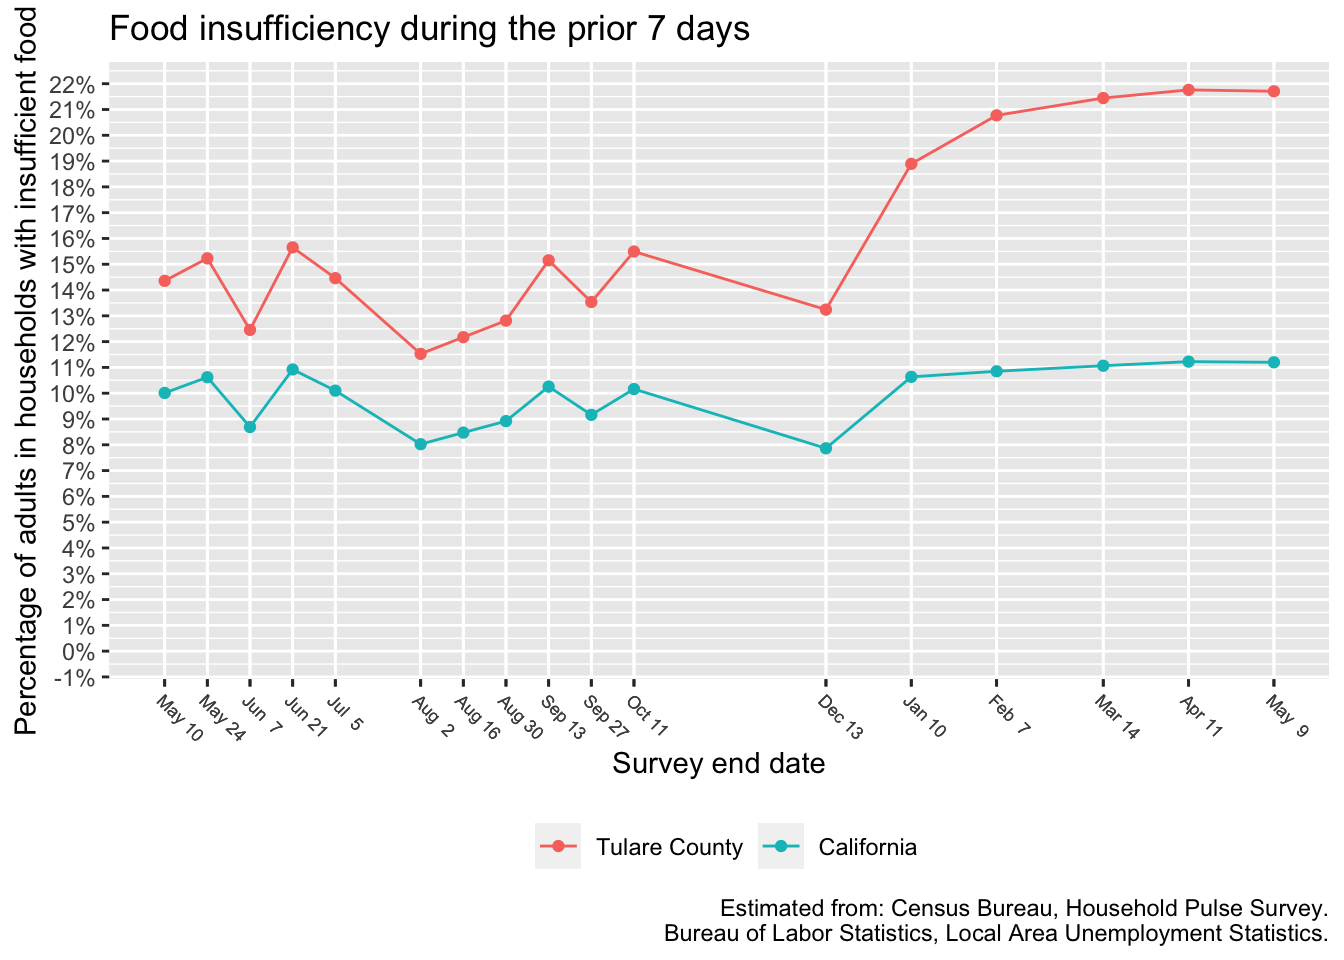 Food insufficiency during the prior 7 days
Percentage of adults in households with insufficient food
22%
21%
20%
19%
18%
17%
16%
15%
14%
13%
12%
11%
10%
9%
8%
7%
6%
5%
4%
3%
2%
1%
0%
-1%
May 10
May 24
Jun 7
Jun 21
Jul 5
Aug 2
Aug 16
Aug 30
Sep 13
Sep 27
Oct 11
Dec 13
Jan 10
Feb 7
Mar 14
Apr 11
May 9
Survey end date
Tulare County
California
Estimated from: Census Bureau, Household Pulse Survey.
Bureau of Labor Statistics, Local Area Unemployment Statistics.